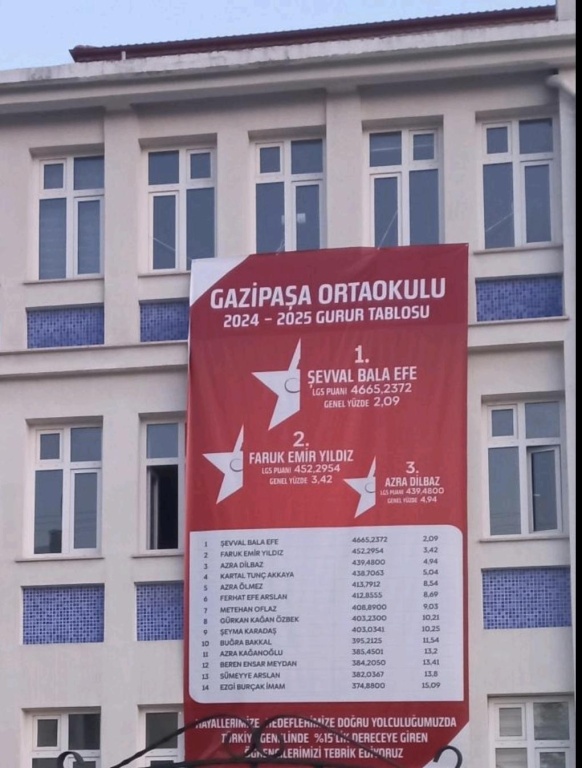 GAZİPAŞA ORTAOKULU
2024 - 2025 GURUR TABLOSU
1.
ŞEVVAL BALA EFE
LGS PUANI 4665,2372
GENEL YÜZDE 2,09
2.
FARUK EMİR YILDIZ
LGS PUANI 452,2954
GENEL YÜZDE 3,42
3.
AZRA DİLBAZ
LGS PUANI 439,4800
GENEL YÜZDE 4,94
1 ŞEVVAL BALA EFE 4665,2372 2,09
2 FARUK EMİR YILDIZ 452,2954 3,42
3 AZRA DİLBAZ 439,4800 4,94
4 KARTAL TUNÇ AKKAYA 438,7063 5,04
5 AZRA ÖLMEZ 413,7912 8,54
6 FERHAT EFE ARSLAN 412,8555 8,69
7 METEHAN OFLAZ 408,8900 9,03
8 GÜRKAN KAĞAN ÖZBEK 403,2300 10,21
9 ŞEYMA KARADAŞ 403,0341 10,25
10 BUĞRA BAKKAL 395,2125 11,54
11 AZRA KAĞANOĞLU 385,4501 13,2
12 BEREN ENSAR MEYDAN 384,2050 13,41
13 SÜMEYYE ARSLAN 382,0367 13,8
14 EZGİ BURÇAK İMAM 374,8800 15,09
HAYALLERİMİZE HEDEFLERİMİZE DOĞRU YOLCULUĞUMUZDA
TÜRKİYE GENELİNDE %15'LİK DERECEYE GİREN
ÖĞRENCİLERİMİZİ TEBRİK EDİYORUZ